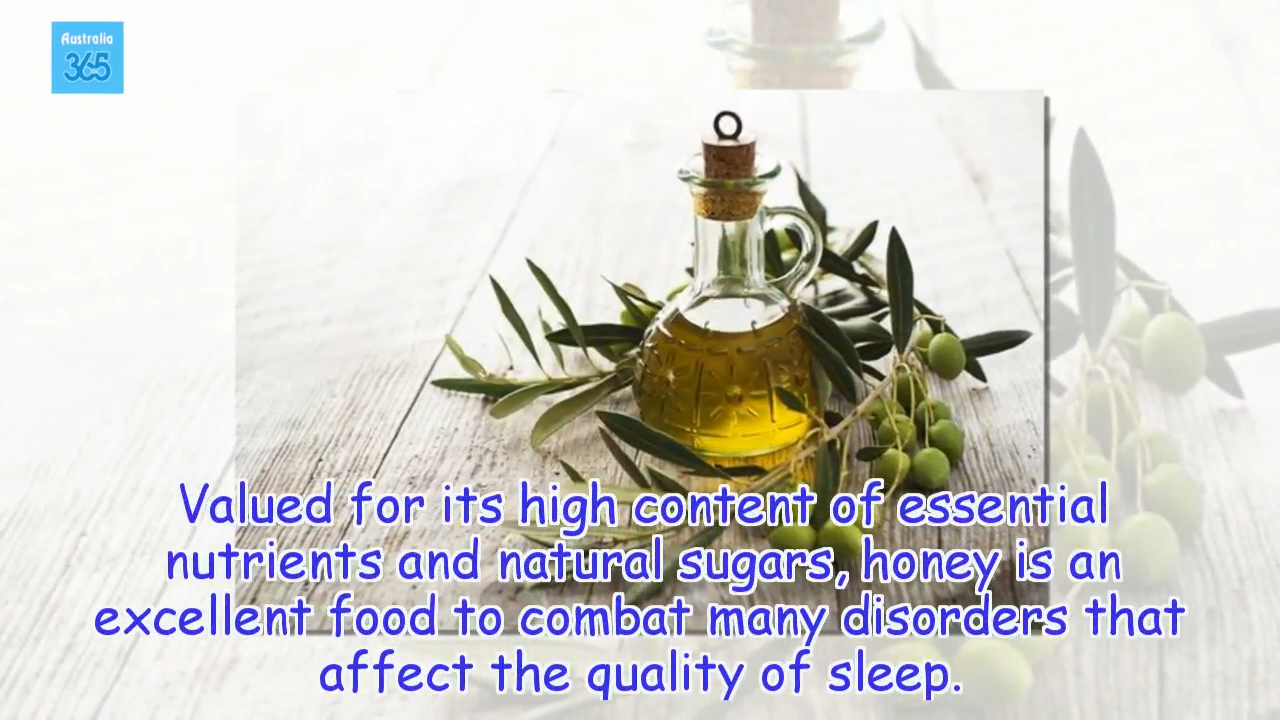 Australia
365
Valued for its high content of essential
nutrients and natural sugars, honey is an
excellent food to combat many disorders that
affect the quality of sleep.